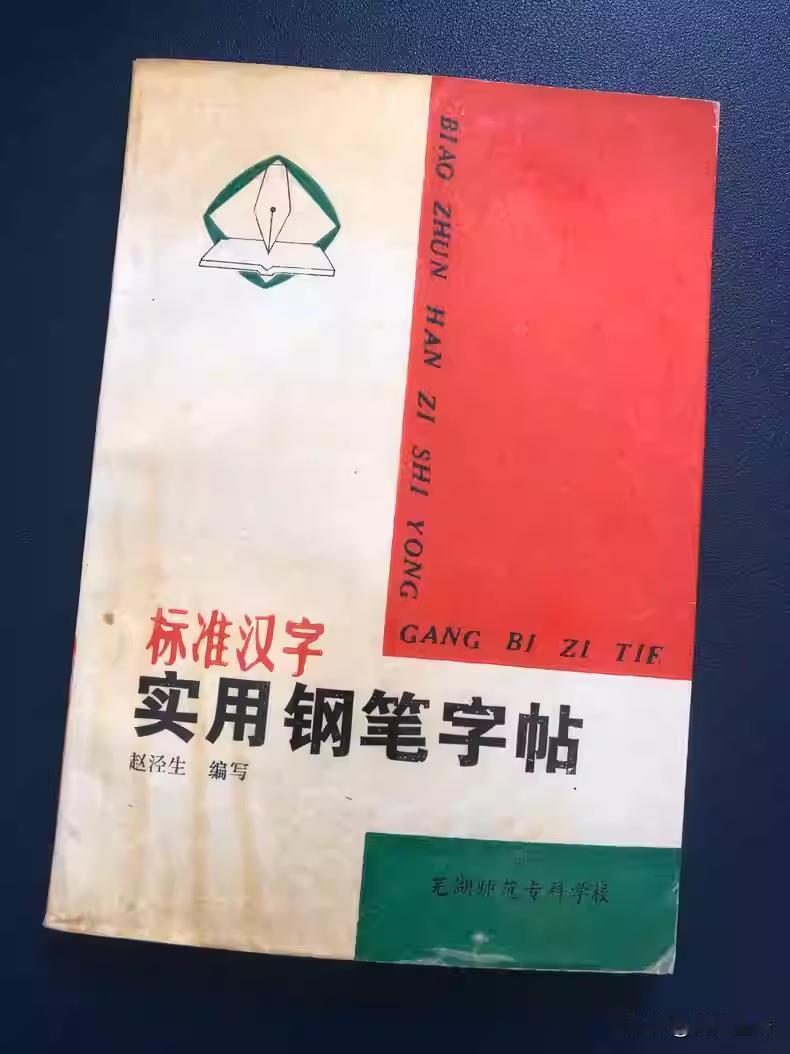 BIAO ZHUN HAN ZI SHI YONG
GANG BI ZI TIE
标准汉字
实用钢笔字帖
赵泾生 编写
芜湖师范专科学校